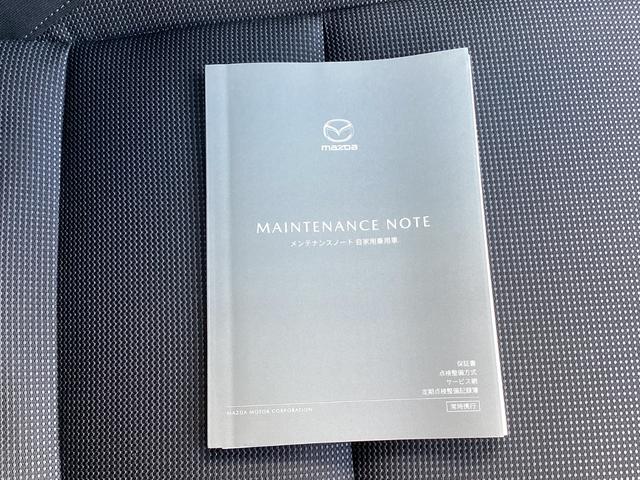 mazda
MAINTENANCE NOTE
メンテナンスノート 自家用乗用車
保証書
点検整備方式
サービス網
定期点検整備記録簿
MAZDA MOTOR CORPORATION
常時携行